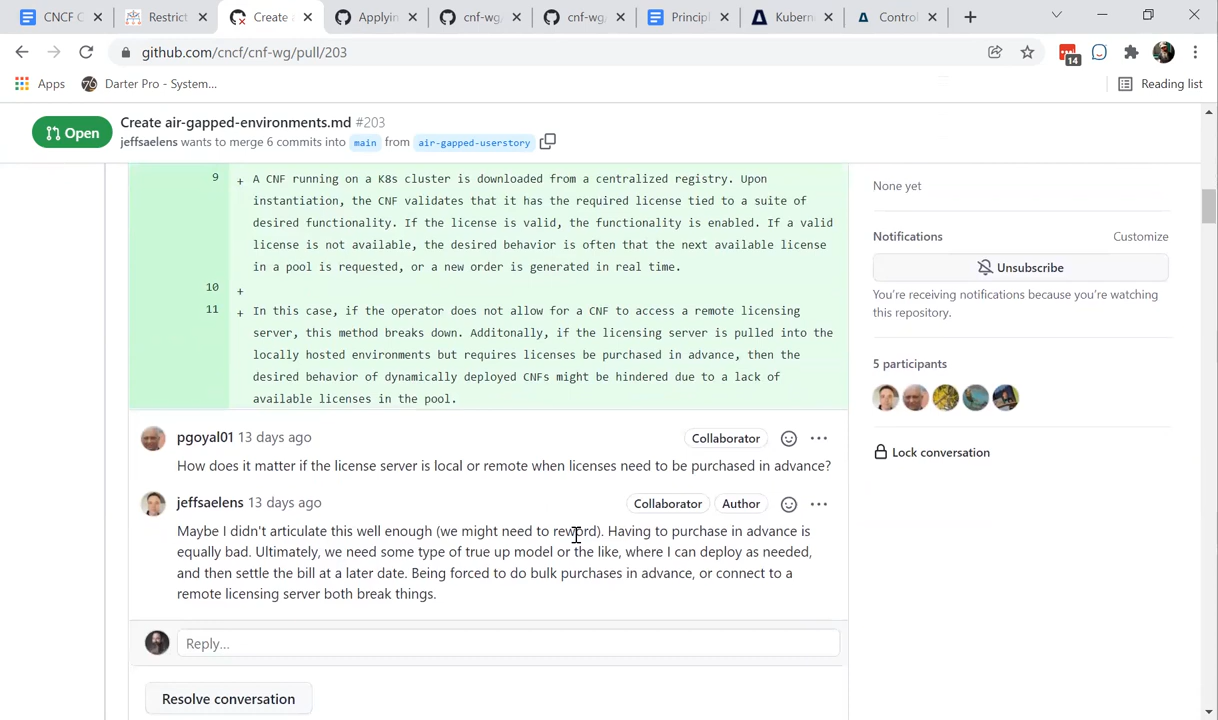 CNCF C
Restrict
Create
Applyin
cnf-wg
cnf-wg
Principl
Kubern
Control
github.com/cncf/cnf-wg/pull/203
14
Apps
Darter Pro - System...
Reading list
Open
Create air-gapped-environments.md #203
jeffsaelens wants to merge 6 commits into main from air-gapped-userstory
9 + A CNF running on a K8s cluster is downloaded from a centralized registry. Upon
instantiation, the CNF validates that it has the required license tied to a suite of
desired functionality. If the license is valid, the functionality is enabled. If a valid
license is not available, the desired behavior is often that the next available license
in a pool is requested, or a new order is generated in real time.
10 +
11 + In this case, if the operator does not allow for a CNF to access a remote licensing
server, this method breaks down. Additonally, if the licensing server is pulled into the
locally hosted environments but requires licenses be purchased in advance, then the
desired behavior of dynamically deployed CNFs might be hindered due to a lack of
available licenses in the pool.
pgoyal01 13 days ago
Collaborator
How does it matter if the license server is local or remote when licenses need to be purchased in advance?
jeffsaelens 13 days ago
Collaborator
Author
Maybe I didn't articulate this well enough (we might need to reword). Having to purchase in advance is
equally bad. Ultimately, we need some type of true up model or the like, where I can deploy as needed,
and then settle the bill at a later date. Being forced to do bulk purchases in advance, or connect to a
remote licensing server both break things.
Reply...
Resolve conversation
None yet
Notifications
Customize
Unsubscribe
You're receiving notifications because you're watching
this repository.
5 participants
Lock conversation